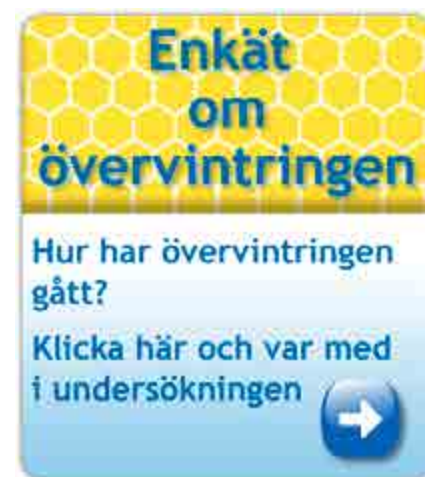 Enkät
om
övervintringen
Hur har övervintringen
gått?
Klicka här och var med
i undersökningen